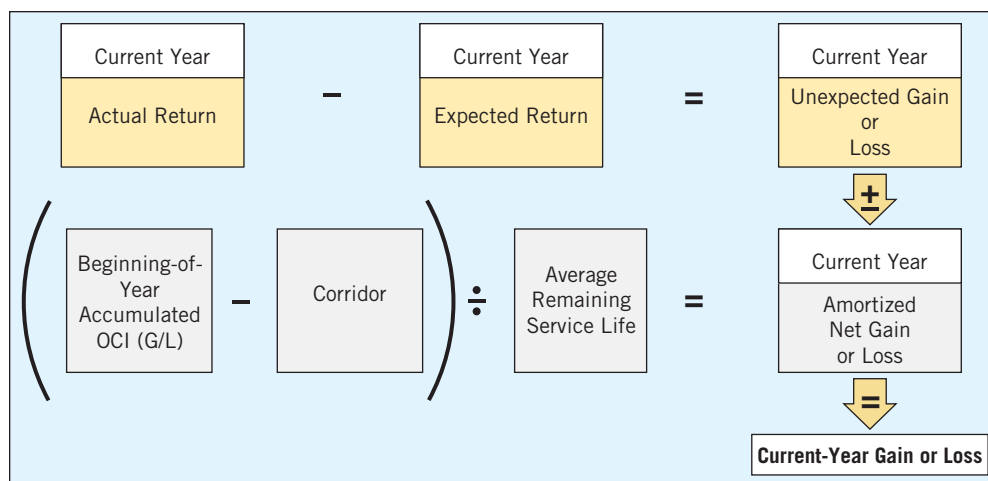 Current Year
Actual Return
–
Current Year
Expected Return
=
Current Year
Unexpected Gain
or
Loss
±
(
Beginning-of-
Year
Accumulated
OCI (G/L)
–
Corridor
)
÷
Average
Remaining
Service Life
=
Current Year
Amortized
Net Gain
or Loss
=
Current-Year Gain or Loss